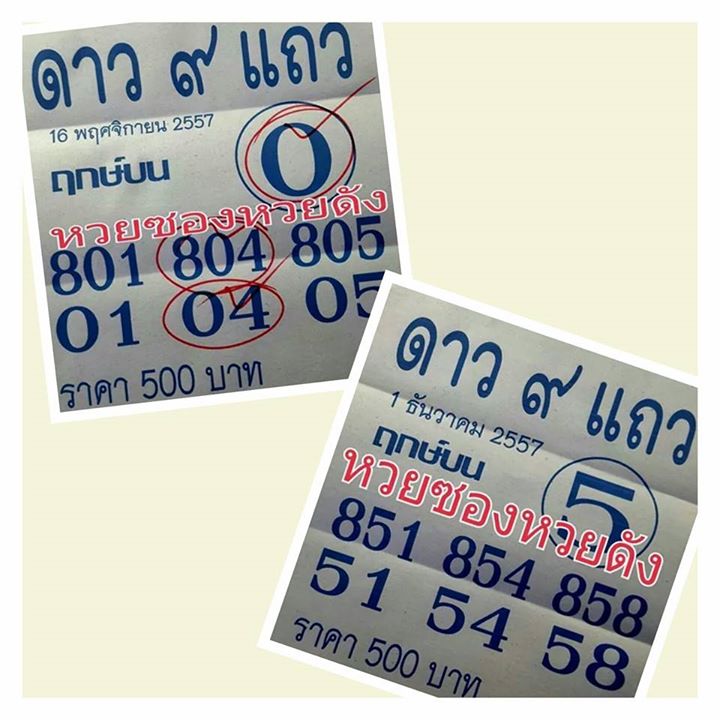 ดาว ๙ แถว
16 พฤศจิกายน 2557
ฤกษ์บน
0
หวยซองหวยดัง
801 804 805
01 04 05
ราคา 500 บาท
ดาว ๙ แถว
1 ธันวาคม 2557
ฤกษ์บน
5
หวยซองหวยดัง
851 854 858
51 54 58
ราคา 500 บาท